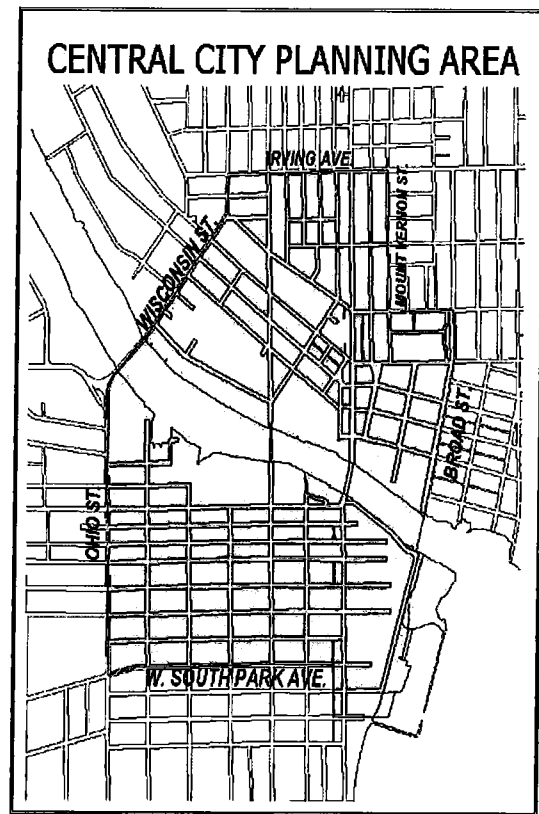 CENTRAL CITY PLANNING AREA
IRVING AVE.
MOUNT VERNON ST.
WISCONSIN ST.
BROAD ST.
OHIO ST.
W. SOUTH PARK AVE.